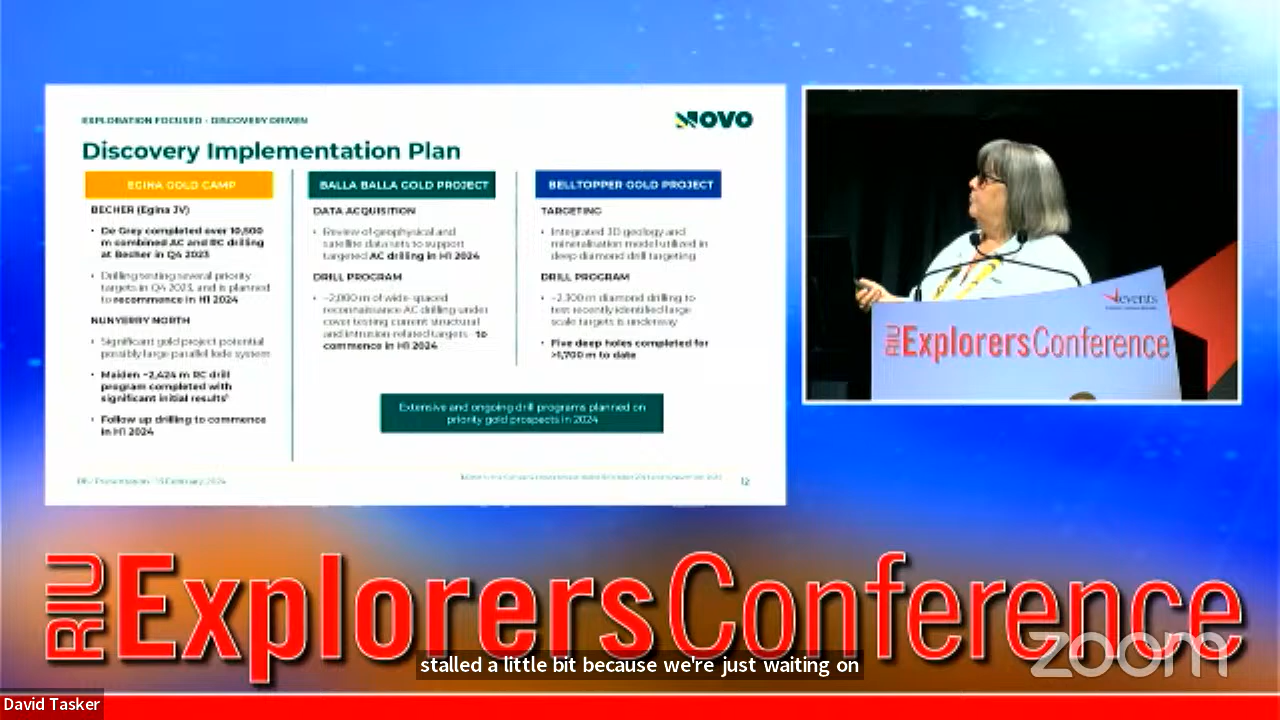 EXPLORATION FOCUSED - DISCOVERY DRIVEN
NOVO
Discovery Implementation Plan
EGINA GOLD CAMP
BECHER (Egina JV)
• De Grey completed over 10,500
m combined AC and RC drilling
at Becher in Q4 2023
• Drilling testing several priority
targets in Q4 2023, and is planned
to recommence in H1 2024
NUNYERRY NORTH
• Significant gold project potential
possibly large parallel lode system
• Maiden ~2,424 m RC drill
program completed with
significant initial results¹
• Follow up drilling to commence
in H1 2024
BALLA BALLA GOLD PROJECT
DATA ACQUISITION
• Review of geophysical and
satellite data sets to support
targeted AC drilling in H1 2024
DRILL PROGRAM
• ~2,000 m of wide-spaced
reconnaissance AC drilling under
cover testing current structural
and intrusion related targets - to
commence in H1 2024
BELLTOPPER GOLD PROJECT
TARGETING
• Integrated 3D geology and
mineralisation model utilized in
deep diamond drill targeting
DRILL PROGRAM
• ~2,300 m diamond drilling to
test recently identified large
scale targets is underway
• Five deep holes completed for
>1,700 m to date
Extensive and ongoing drill programs planned on
priority gold prospects in 2024
RIU Presentation 15 February 2024
12
events
RIU ExplorersConference
RIU ExplorersConference
stalled a little bit because we're just waiting on
zoom
David Tasker